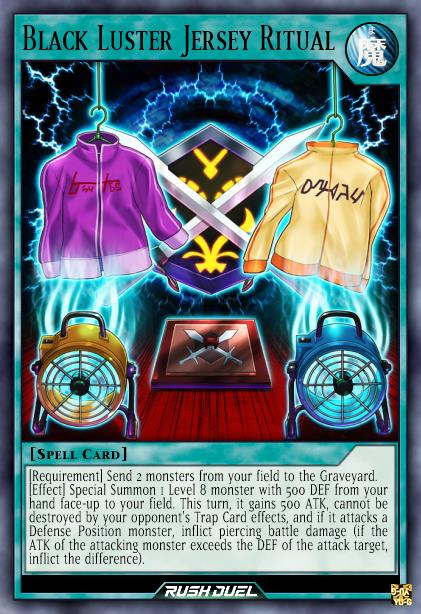 BLACK LUSTER JERSEY RITUAL
ま
魔
[SPELL CARD]
[Requirement] Send 2 monsters from your field to the Graveyard.
[Effect] Special Summon 1 Level 8 monster with 500 DEF from your
hand face-up to your field. This turn, it gains 500 ATK, cannot be
destroyed by your opponent's Trap Card effects, and if it attacks a
Defense Position monster, inflict piercing battle damage (if the
ATK of the attacking monster exceeds the DEF of the attack target,
inflict the difference).
RUSH DUEL